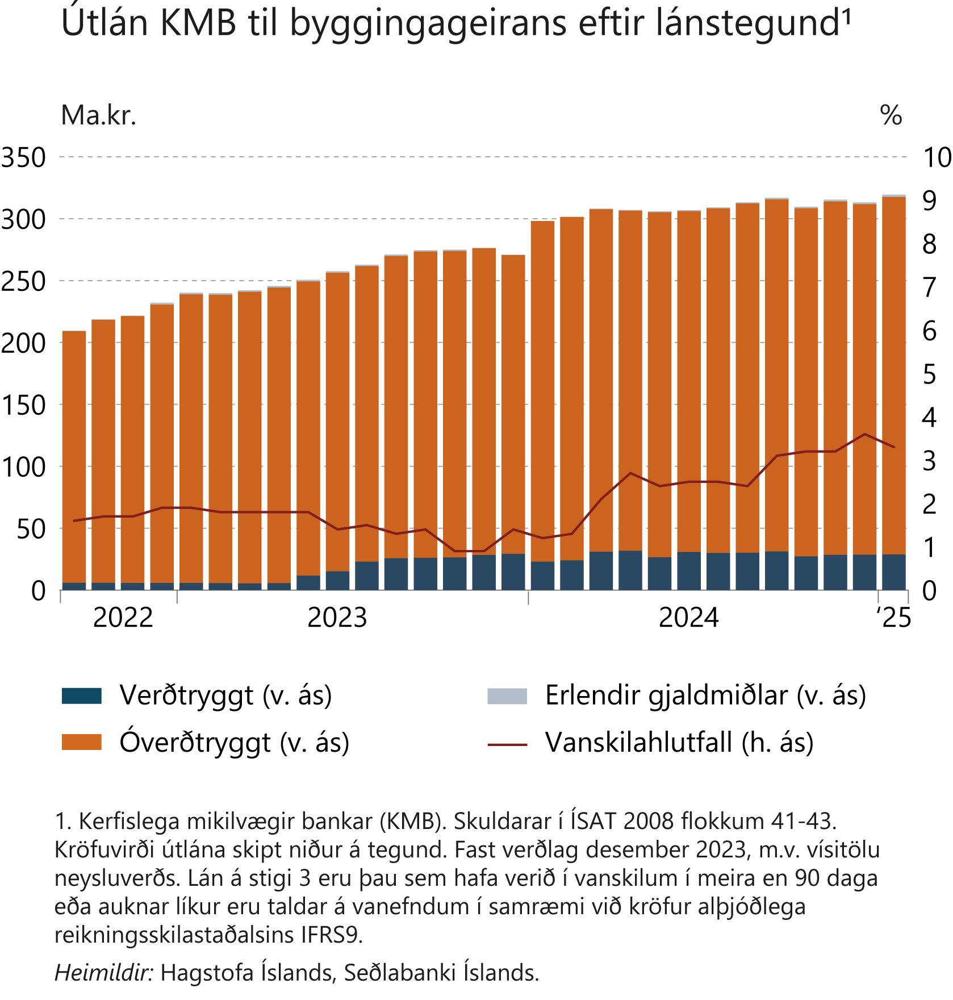 Útlán KMB til byggingageirans eftir lánstegund¹
Ma.kr.
%
350
300
250
200
150
100
50
0
10
9
8
7
6
5
4
3
2
1
0
2022
2023
2024
‘25
Verðtryggt (v. ás)
Erlendir gjaldmiðlar (v. ás)
Óverðtryggt (v. ás)
Vanskilahlutfall (h. ás)
1. Kerfislega mikilvægir bankar (KMB). Skuldarar í ÍSAT 2008 flokkum 41-43.
Kröfuvirði útlána skipt niður á tegund. Fast verðlag desember 2023, m.v. vísitölu
neysluverðs. Lán á stigi 3 eru þau sem hafa verið í vanskilum í meira en 90 daga
eða auknar líkur eru taldar á vanefndum í samræmi við kröfur alþjóðlega
reikningsskilastaðalsins IFRS9.
Heimildir: Hagstofa Íslands, Seðlabanki Íslands.